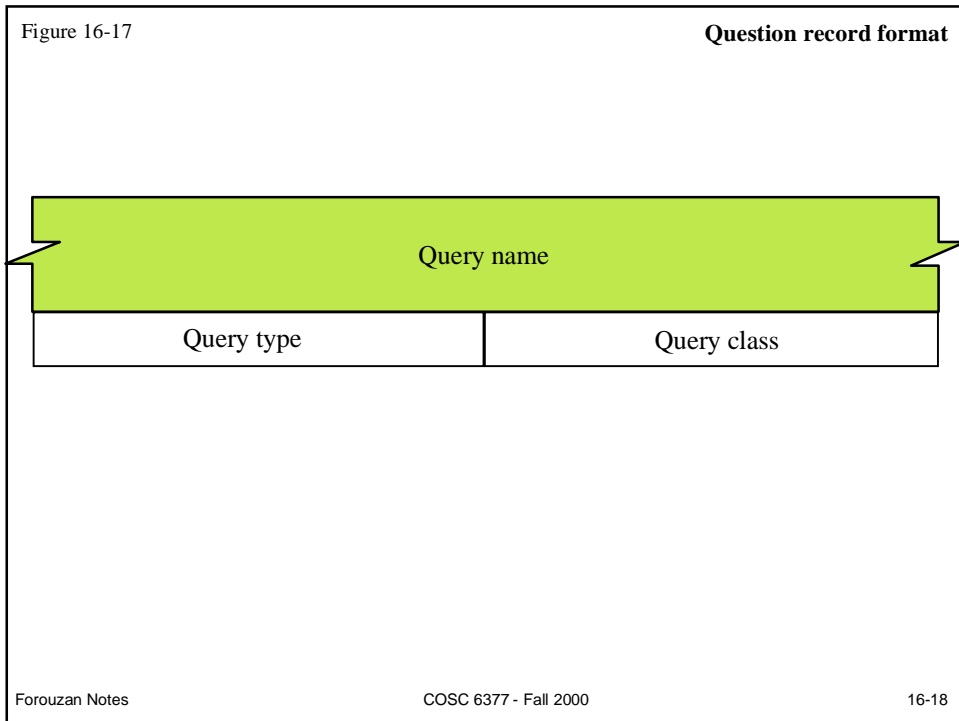 Figure 16-17
Question record format
Query name
Query type
Query class
Forouzan Notes
COSC 6377 - Fall 2000
16-18